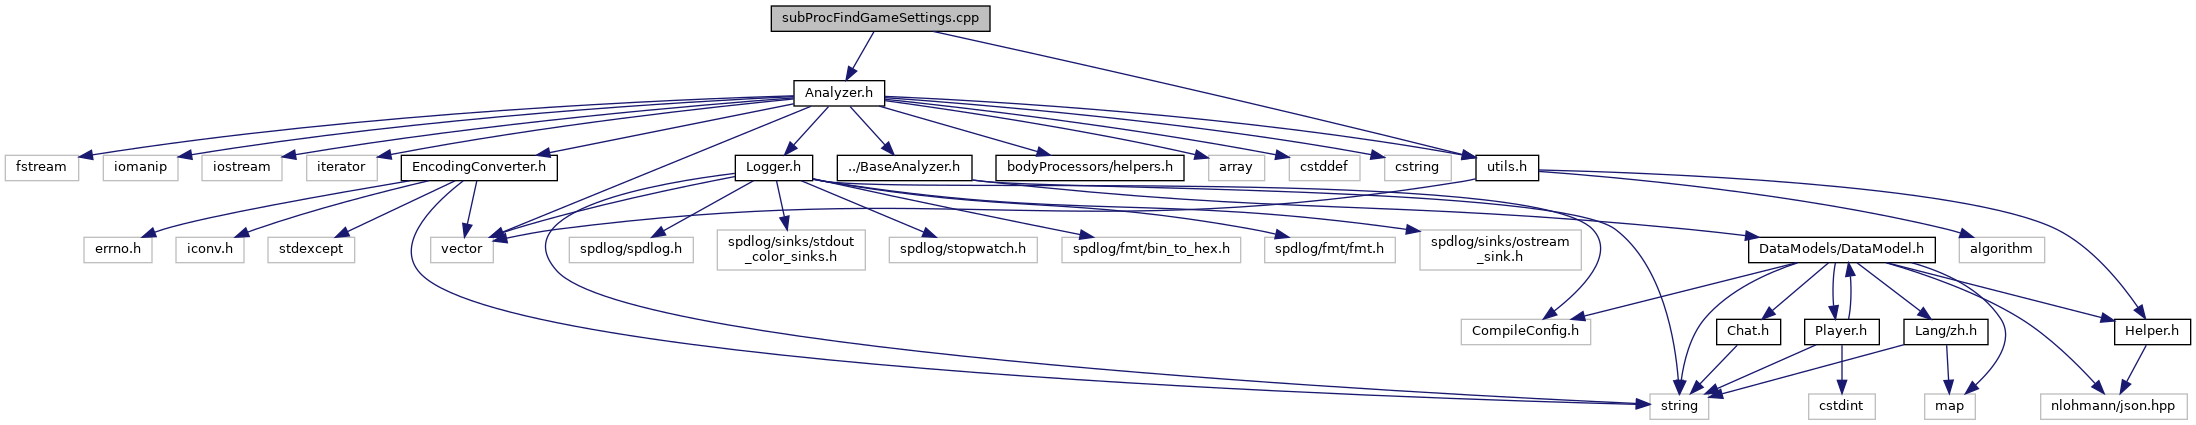 subProcFindGameSettings.cpp
Analyzer.h
fstream
iomanip
iostream
iterator
EncodingConverter.h
Logger.h
../BaseAnalyzer.h
bodyProcessors/helpers.h
array
cstddef
cstring
utils.h
errno.h
iconv.h
stdexcept
vector
spdlog/spdlog.h
spdlog/sinks/stdout
_color_sinks.h
spdlog/stopwatch.h
spdlog/fmt/bin_to_hex.h
spdlog/fmt/fmt.h
spdlog/sinks/ostream
_sink.h
DataModels/DataModel.h
algorithm
CompileConfig.h
Chat.h
Player.h
Lang/zh.h
Helper.h
string
cstdint
map
nlohmann/json.hpp